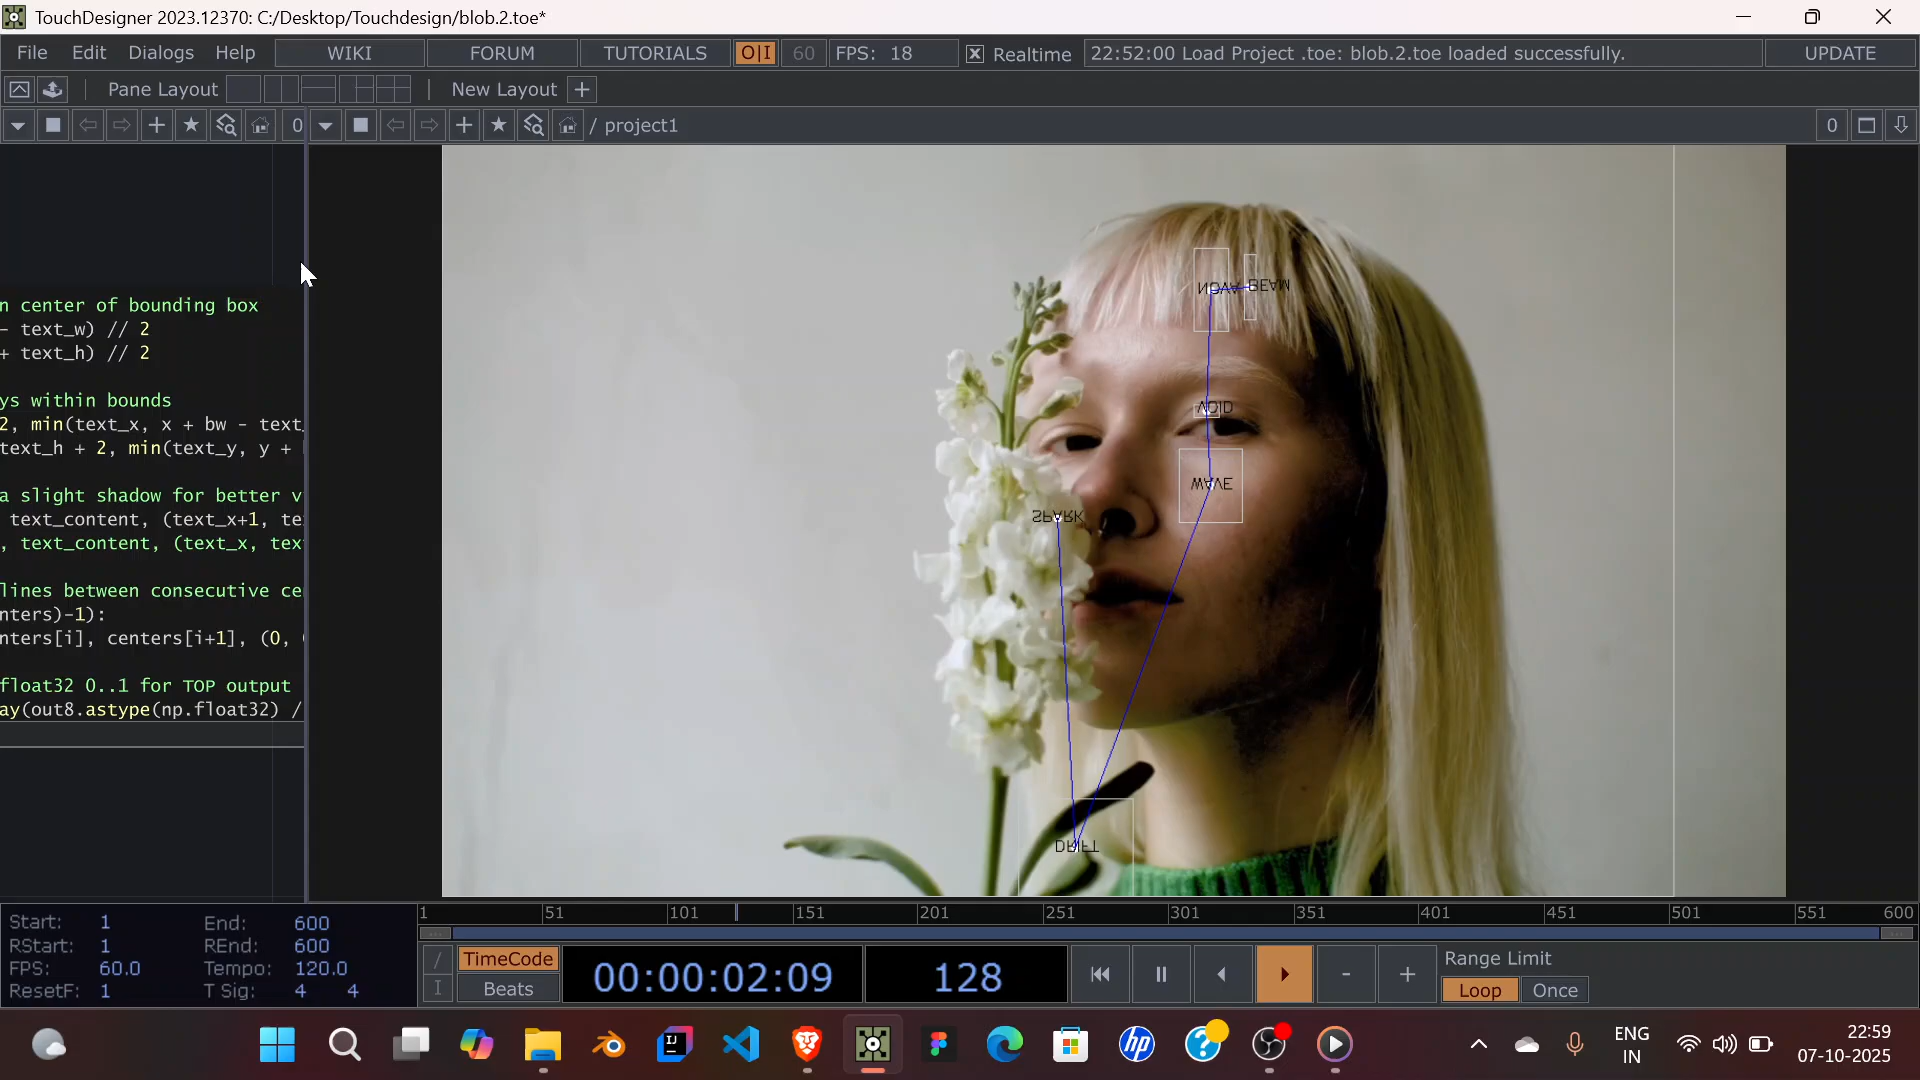 TouchDesigner 2023.12370: C:/Desktop/Touchdesign/blob.2.toe*
File Edit Dialogs Help WIKI FORUM TUTORIALS O|I 60 FPS: 18 Realtime 22:52:00 Load Project .toe: blob.2.toe loaded successfully. UPDATE
Pane Layout New Layout +
0 / project1 0
n center of bounding box
- text_w) // 2
+ text_h) // 2
ys within bounds
2, min(text_x, x + bw - text_
text_h + 2, min(text_y, y +
a slight shadow for better v
text_content, (text_x+1, te
, text_content, (text_x, tex
lines between consecutive ce
nters)-1):
nters[i], centers[i+1], (0,
float32 0..1 for TOP output
ay(out8.astype(np.float32) /
NOVA BEAM
VOID
WAVE
SPARK
DRIFT
1 51 101 151 201 251 301 351 401 451 501 551 600
Start: 1 End: 600
RStart: 1 REnd: 600
FPS: 60.0 Tempo: 120.0
ResetF: 1 T Sig: 4 4
/ TimeCode
I Beats
00:00:02:09 128
- +
Range Limit
Loop Once
ENG
IN
22:59
07-10-2025